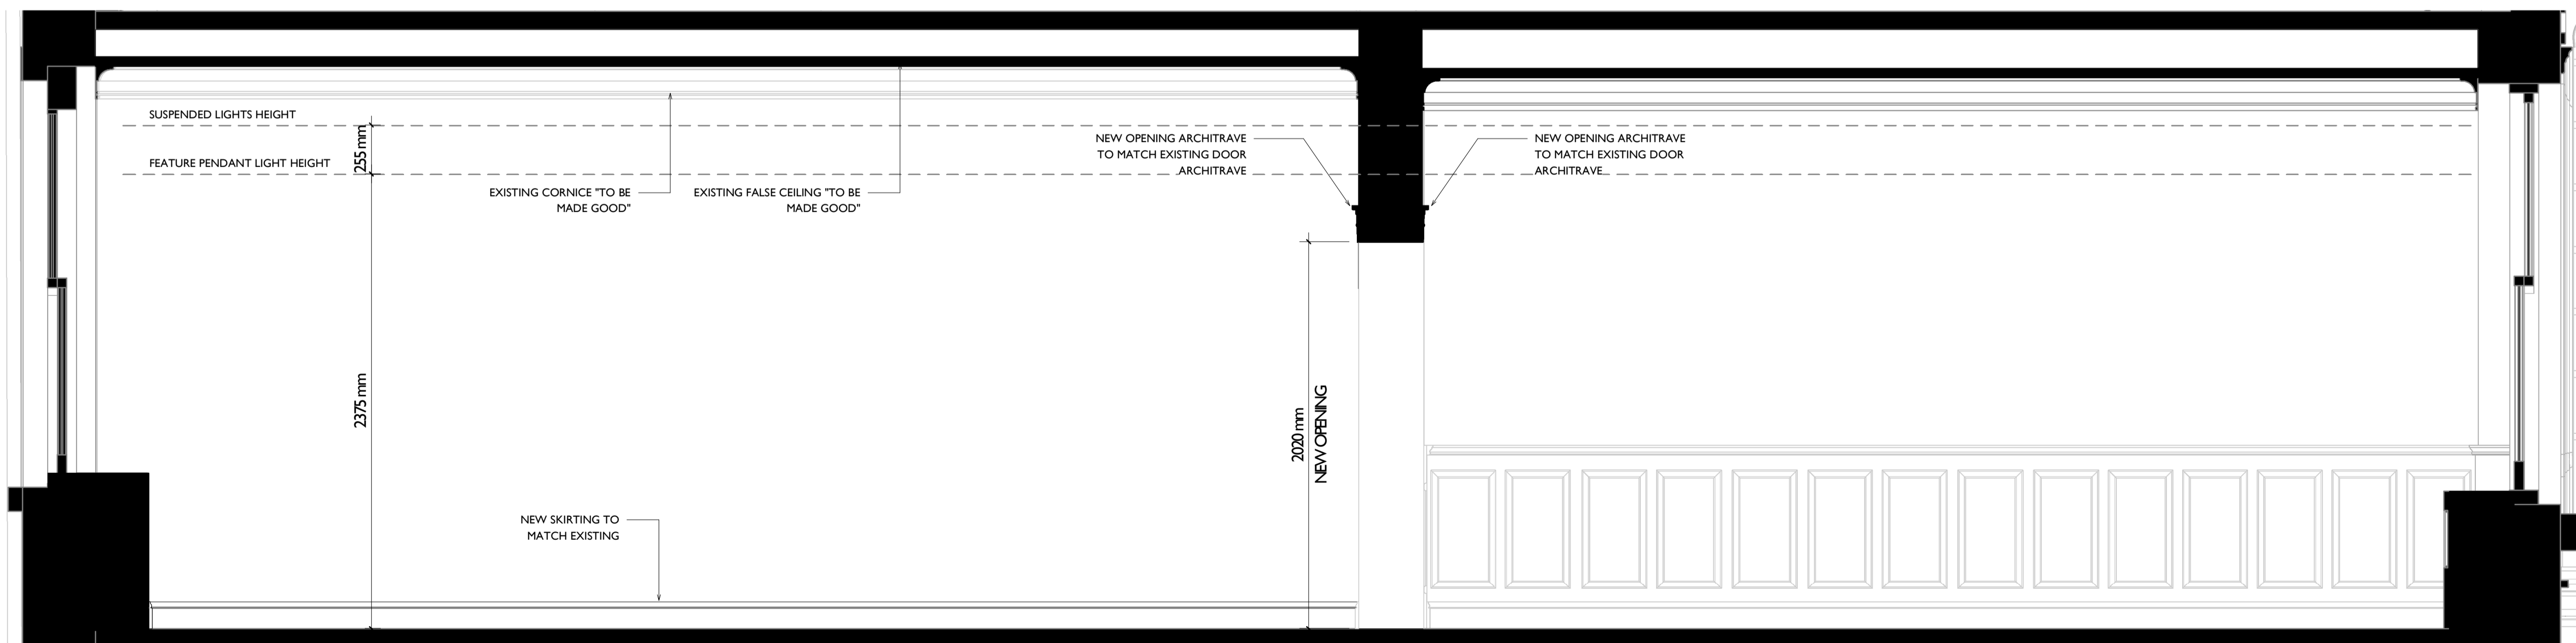 SUSPENDED LIGHTS HEIGHT
255 mm
FEATURE PENDANT LIGHT HEIGHT
EXISTING CORNICE "TO BE
MADE GOOD"
EXISTING FALSE CEILING "TO BE
MADE GOOD"
NEW OPENING ARCHITRAVE
TO MATCH EXISTING DOOR
ARCHITRAVE
NEW OPENING ARCHITRAVE
TO MATCH EXISTING DOOR
ARCHITRAVE
2375 mm
2020 mm
NEW OPENING
NEW SKIRTING TO
MATCH EXISTING